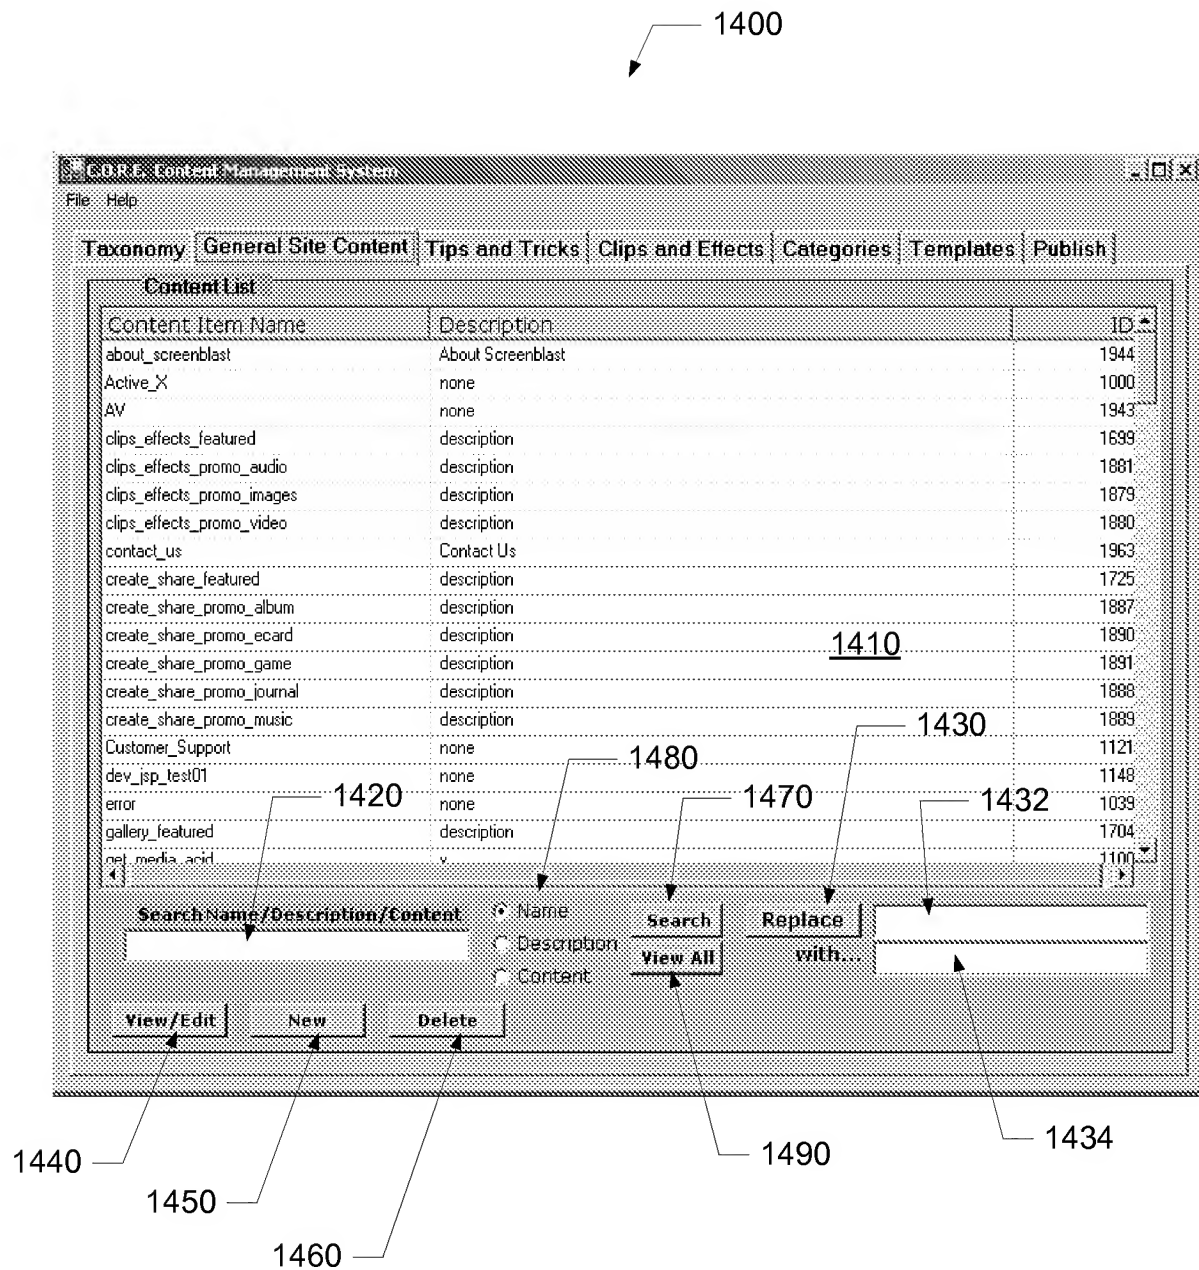 1400
C.O.R.E. Content Management System
File Help
Taxonomy General Site Content Tips and Tricks Clips and Effects Categories Templates Publish
Content List
Content Item Name Description ID
about_screenblast About Screenblast 1944
Active_X none 1000
AV none 1943
clips_effects_featured description 1699
clips_effects_promo_audio description 1881
clips_effects_promo_images description 1879
clips_effects_promo_video description 1880
contact_us Contact Us 1963
create_share_featured description 1725
create_share_promo_album description 1887
create_share_promo_ecard description 1890
1410
create_share_promo_game description 1891
create_share_promo_journal description 1888
create_share_promo_music description 1889
1430
Customer_Support none 1121
1480
dev_jsp_test01 none 1148
1420
1470
1432
error none 1039
gallery_featured description 1704
get_media_acid v 1100
Search Name/Description/Content Name Search Replace
Description View All with...
Content
View/Edit New Delete
1434
1490
1440
1450
1460